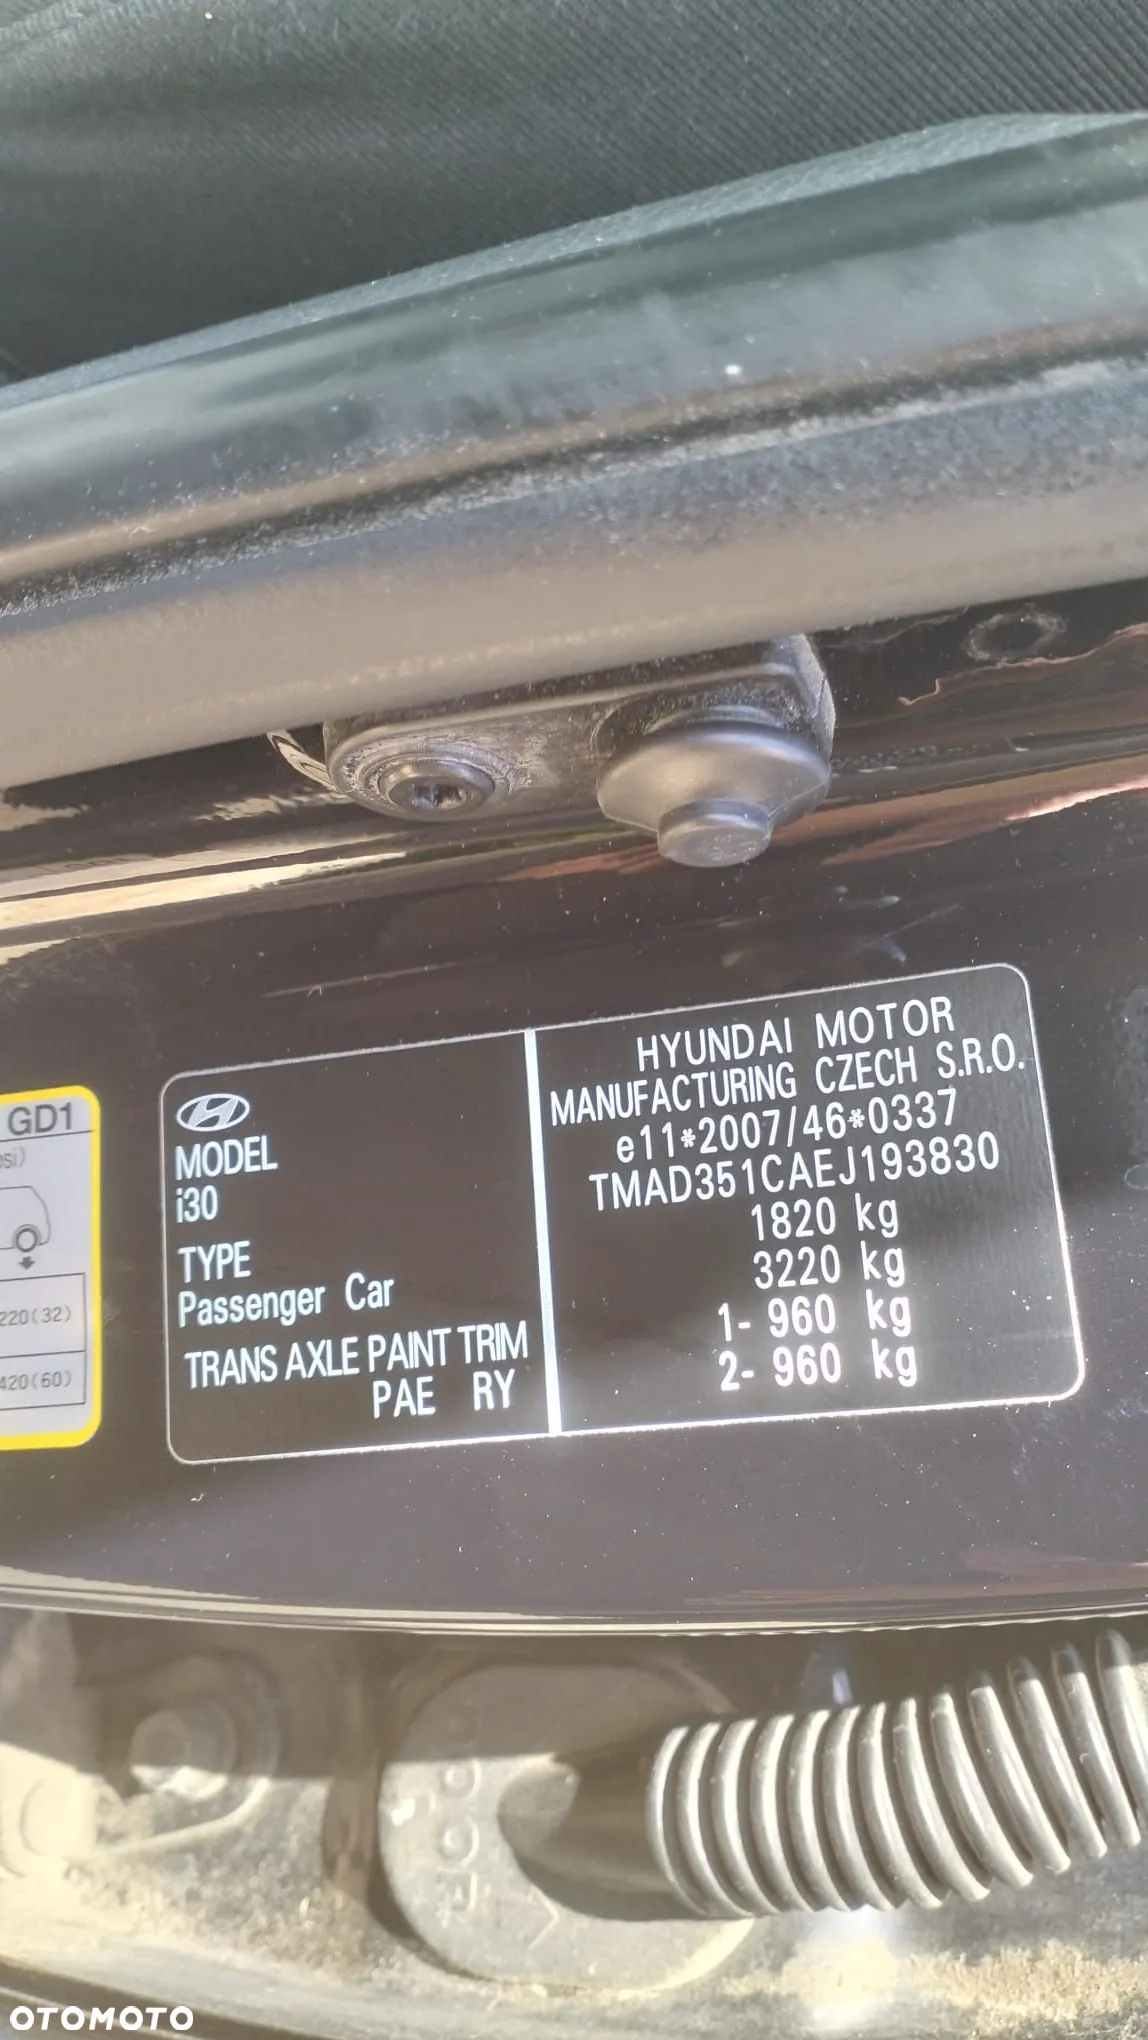 GD1
si)
220(32)
420(60)
MODEL
i30
TYPE
Passenger Car
TRANS AXLE PAINT TRIM
PAE RY
HYUNDAI MOTOR
MANUFACTURING CZECH S.R.O.
e11*2007/46*0337
TMAD351CAEJ193830
1820 kg
3220 kg
1- 960 kg
2- 960 kg
OTOMOTO